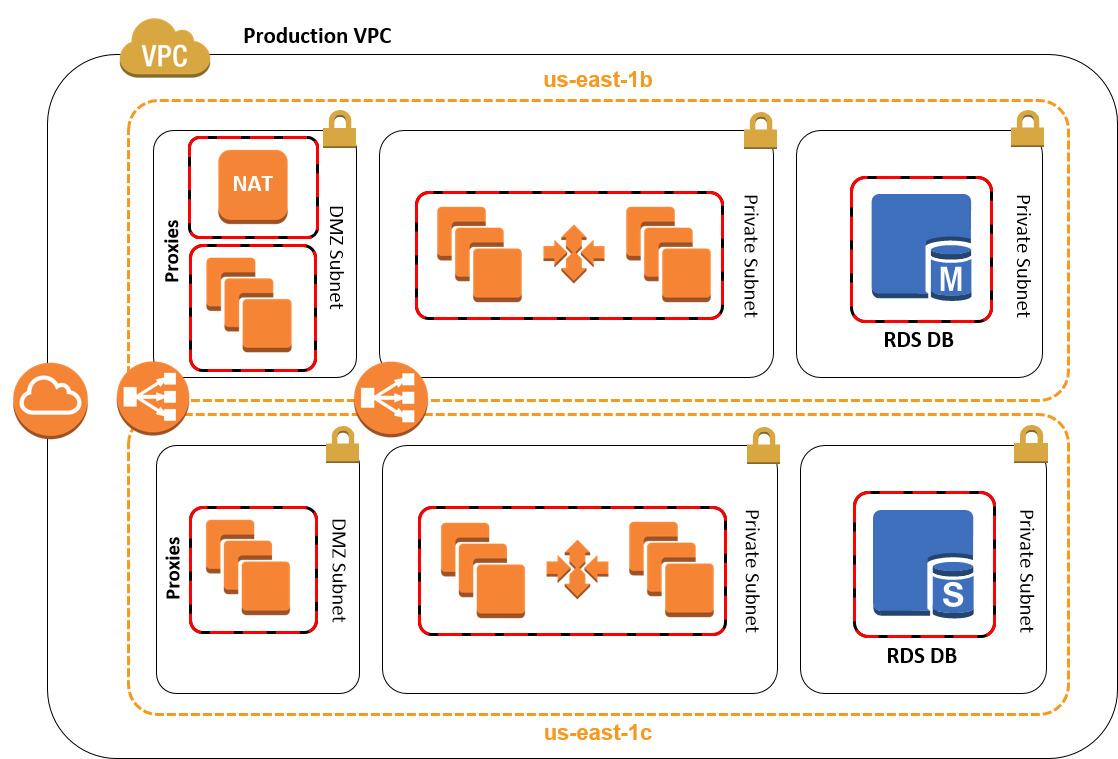 Production VPC
VPC
us-east-1b
NAT
Proxies
DMZ Subnet
Private Subnet
M
RDS DB
Private Subnet
Proxies
DMZ Subnet
Private Subnet
S
RDS DB
Private Subnet
us-east-1c